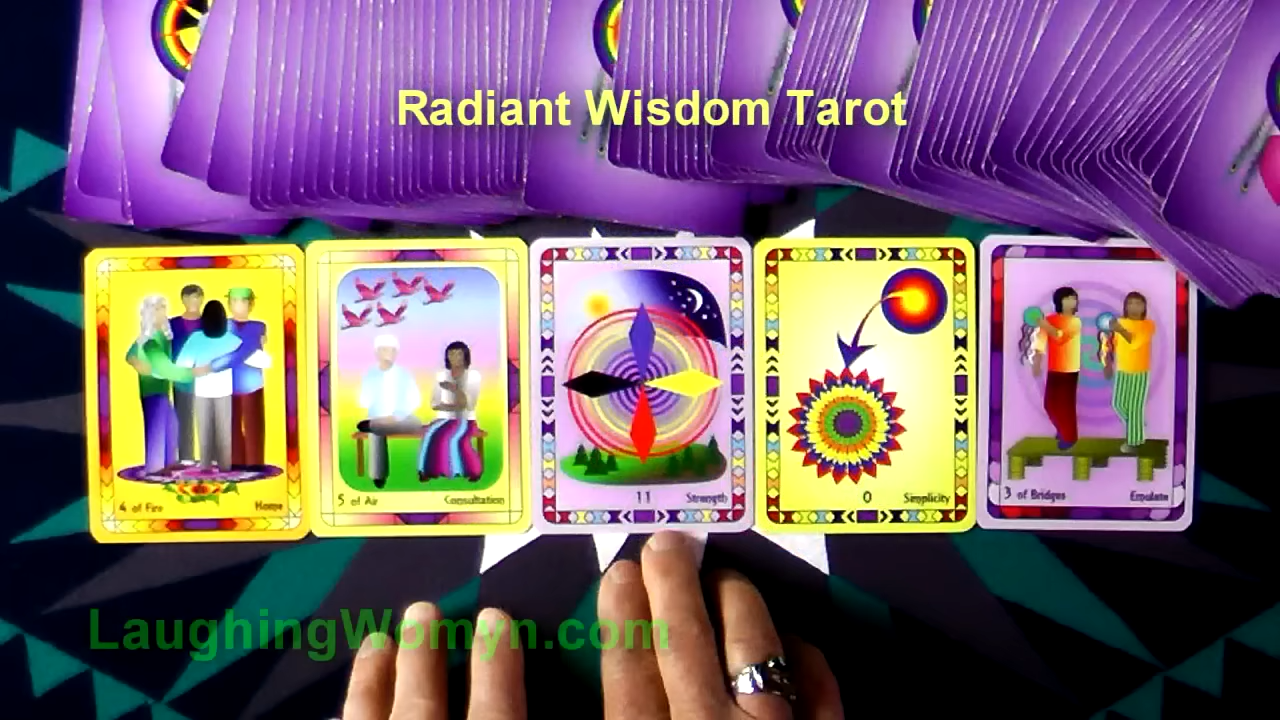 Radiant Wisdom Tarot
4 of Fire Home
5 of Air Consultation
11 Strength
0 Simplicity
3 of Bridges Emulate
LaughingWomyn.com